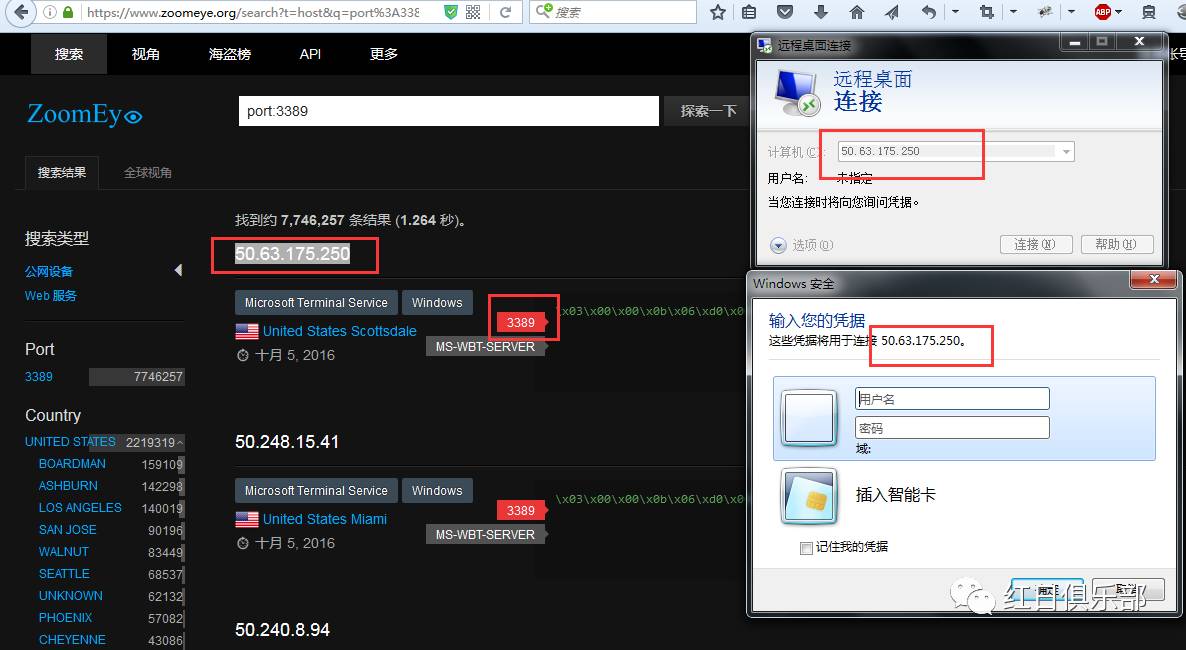 https://www.zoomeye.org/search?t=host&q=port%3A338
搜索
ABP
搜索
视角
海盗榜
API
更多
ZoomEye
port:3389
探索一下
搜索结果
全球视角
找到约 7,746,257 条结果 (1.264 秒)。
搜索类型
公网设备
Web 服务
Port
3389
7746257
Country
UNITED STATES 2219319
BOARDMAN 159109
ASHBURN 142298
LOS ANGELES 140019
SAN JOSE 90196
WALNUT 83449
SEATTLE 68537
UNKNOWN 62132
PHOENIX 57082
CHEYENNE 43086
50.63.175.250
Microsoft Terminal Service
Windows
United States Scottsdale
十月 5, 2016
3389
MS-WBT-SERVER
\x03\x00\x00\x0b\x06\xd0\x0
50.248.15.41
Microsoft Terminal Service
Windows
United States Miami
十月 5, 2016
3389
MS-WBT-SERVER
\x03\x00\x00\x0b\x06\xd0\x0
50.240.8.94
远程桌面连接
远程桌面
连接
计算机(C):
50.63.175.250
用户名:
未指定
当您连接时将向您询问凭据。
选项(O)
连接(N)
帮助(H)
Windows 安全
输入您的凭据
这些凭据将用于连接 50.63.175.250。
用户名
密码
域:
插入智能卡
记住我的凭据
确定
取消
红日俱乐部